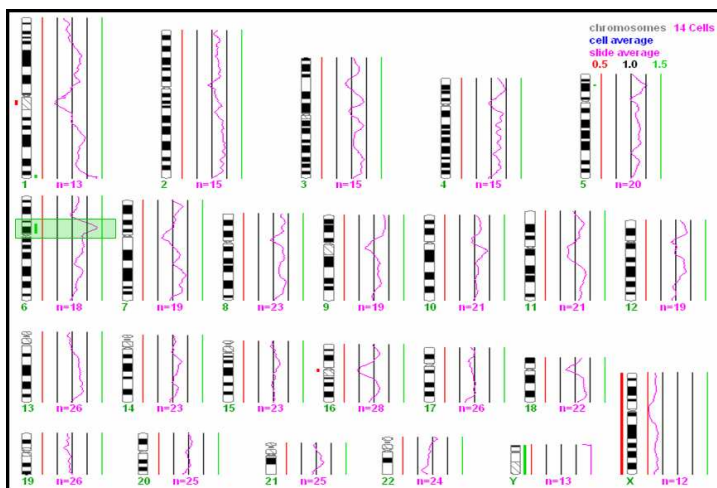 chromosomes 14 Cells
cell average
slide average
0.5 1.0 1.5
1 n=13
2 n=15
3 n=15
4 n=15
5 n=20
6 n=18
7 n=19
8 n=23
9 n=19
10 n=21
11 n=21
12 n=19
13 n=26
14 n=23
15 n=23
16 n=28
17 n=26
18 n=22
19 n=26
20 n=25
21 n=25
22 n=24
Y n=13
X n=12